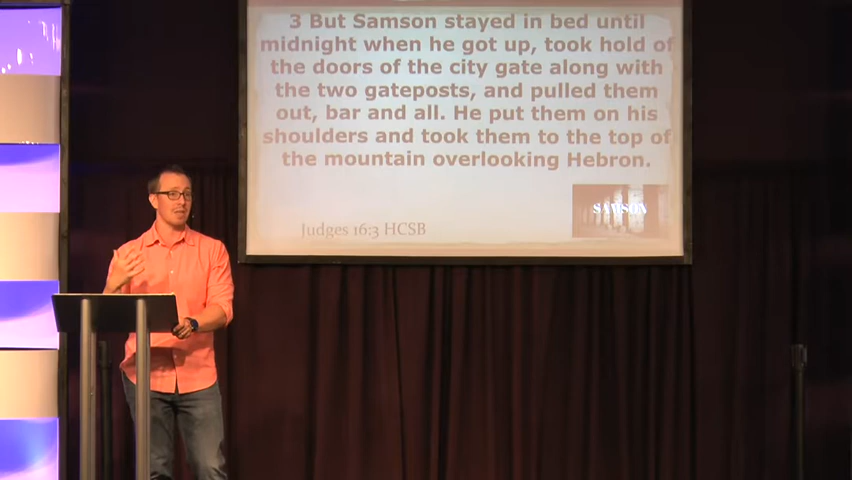 3 But Samson stayed in bed until
midnight when he got up, took hold of
the doors of the city gate along with
the two gateposts, and pulled them
out, bar and all. He put them on his
shoulders and took them to the top of
the mountain overlooking Hebron.
SAMSON
Judges 16:3 HCSB